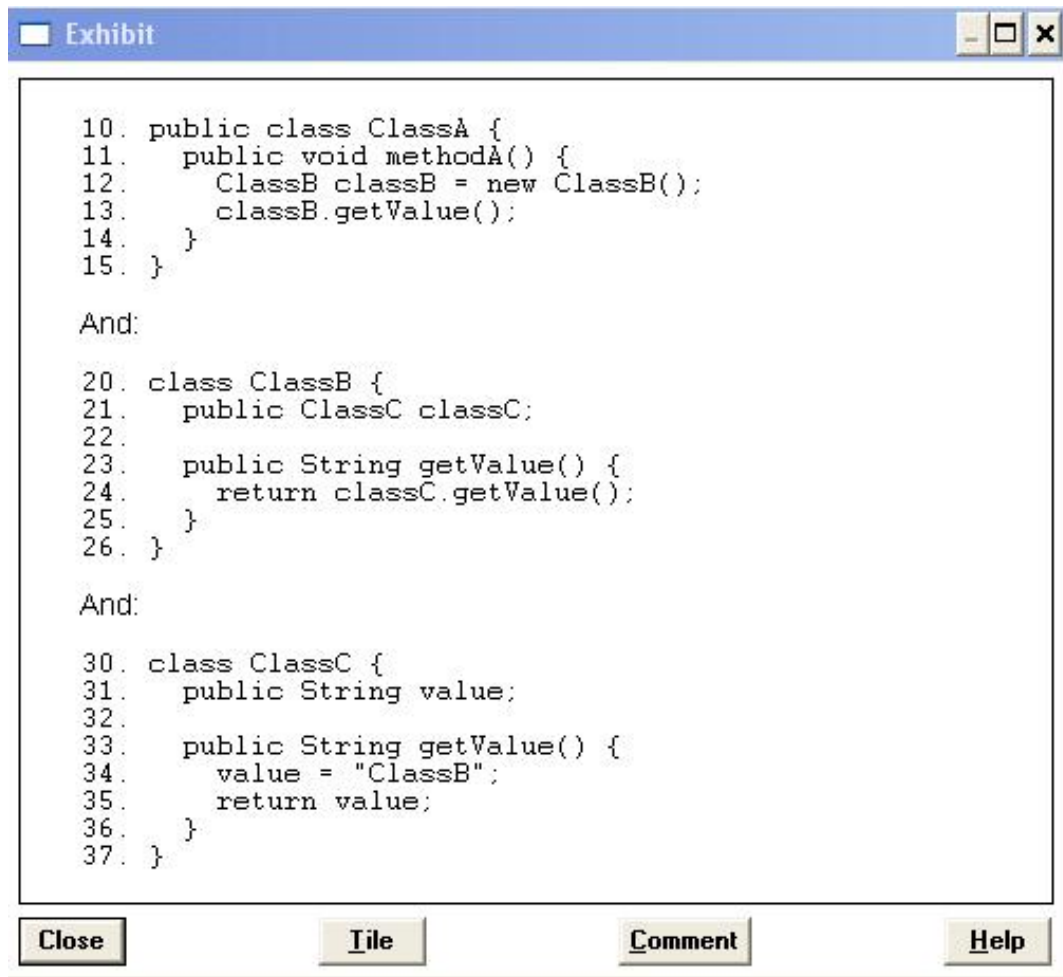 Exhibit
10. public class ClassA {
11.   public void methodA() {
12.     ClassB classB = new ClassB();
13.     classB.getValue();
14.   }
15. }
And:
20. class ClassB {
21.   public ClassC classC;
22.
23.   public String getValue() {
24.     return classC.getValue();
25.   }
26. }
And:
30. class ClassC {
31.   public String value;
32.
33.   public String getValue() {
34.     value = "ClassB";
35.     return value;
36.   }
37. }
Close Tile Comment Help